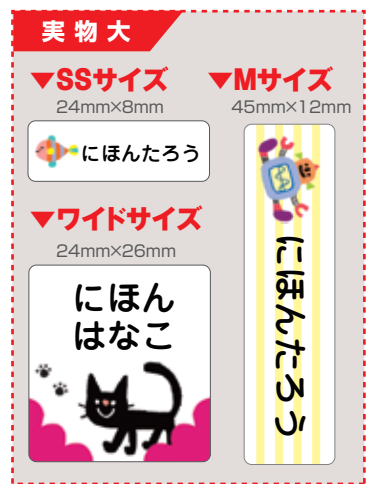 実物大
▼SSサイズ
24mm×8mm
にほんたろう
▼ワイドサイズ
24mm×26mm
にほん
はなこ
▼Mサイズ
45mm×12mm
にほんたろう